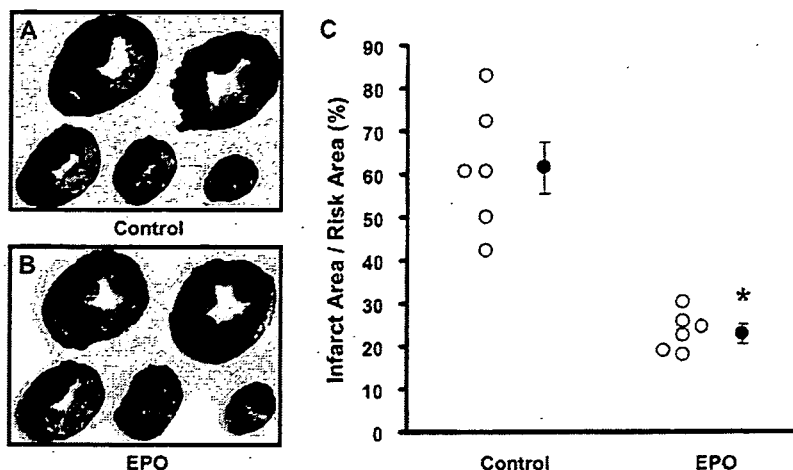 A
Control
B
EPO
C
Infarct Area / Risk Area (%)
90
80
70
60
50
40
30
20
10
0
*
Control
EPO